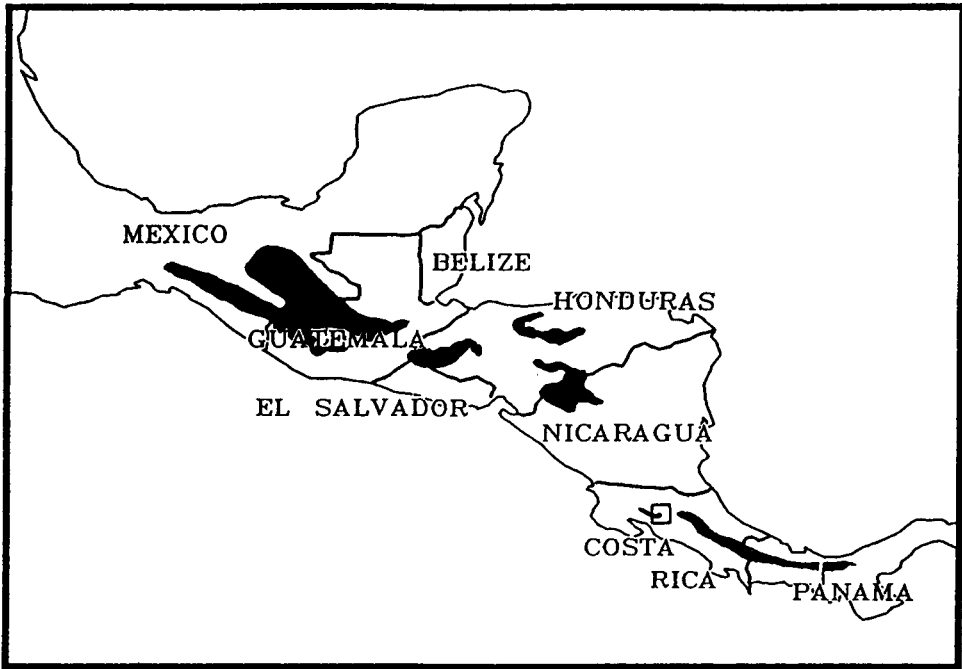 MEXICO
BELIZE
HONDURAS
GUATEMALA
EL SALVADOR
NICARAGUA
COSTA
RICA
PANAMA